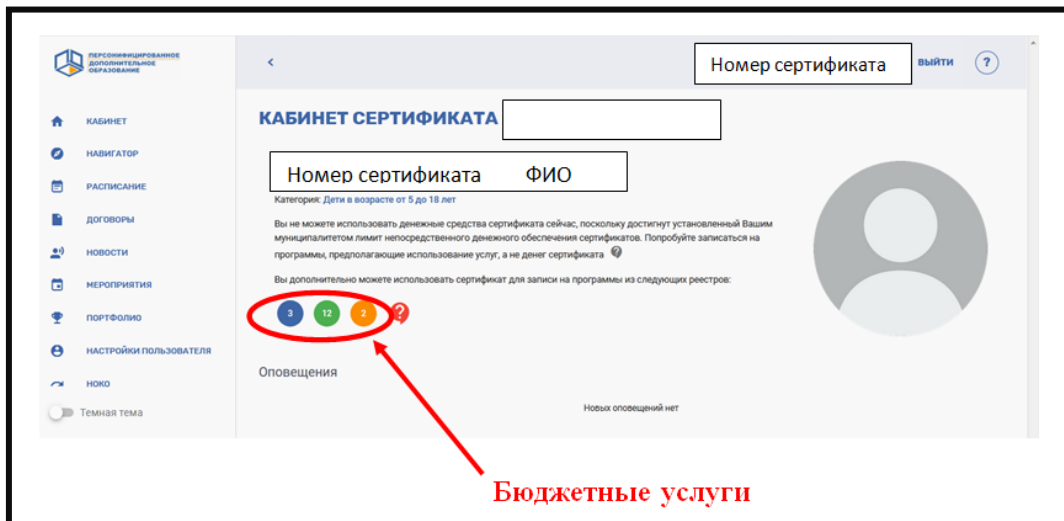 ПЕРСОНИФИЦИРОВАННОЕ
ДОПОЛНИТЕЛЬНОЕ
ОБРАЗОВАНИЕ
Номер сертификата
ВЫЙТИ
?
КАБИНЕТ
НАВИГАТОР
РАСПИСАНИЕ
ДОГОВОРЫ
НОВОСТИ
МЕРОПРИЯТИЯ
ПОРТФОЛИО
НАСТРОЙКИ ПОЛЬЗОВАТЕЛЯ
НОКО
Темная тема
КАБИНЕТ СЕРТИФИКАТА
Номер сертификата ФИО
Категория: Дети в возрасте от 5 до 18 лет
Вы не можете использовать денежные средства сертификата сейчас, поскольку достигнут установленный Вашим
муниципалитетом лимит непосредственного денежного обеспечения сертификатов. Попробуйте записаться на
программы, предполагающие использование услуг, а не денег сертификата ?
Вы дополнительно можете использовать сертификат для записи на программы из следующих реестров:
3 12 2 ?
Оповещения
Новых оповещений нет
Бюджетные услуги